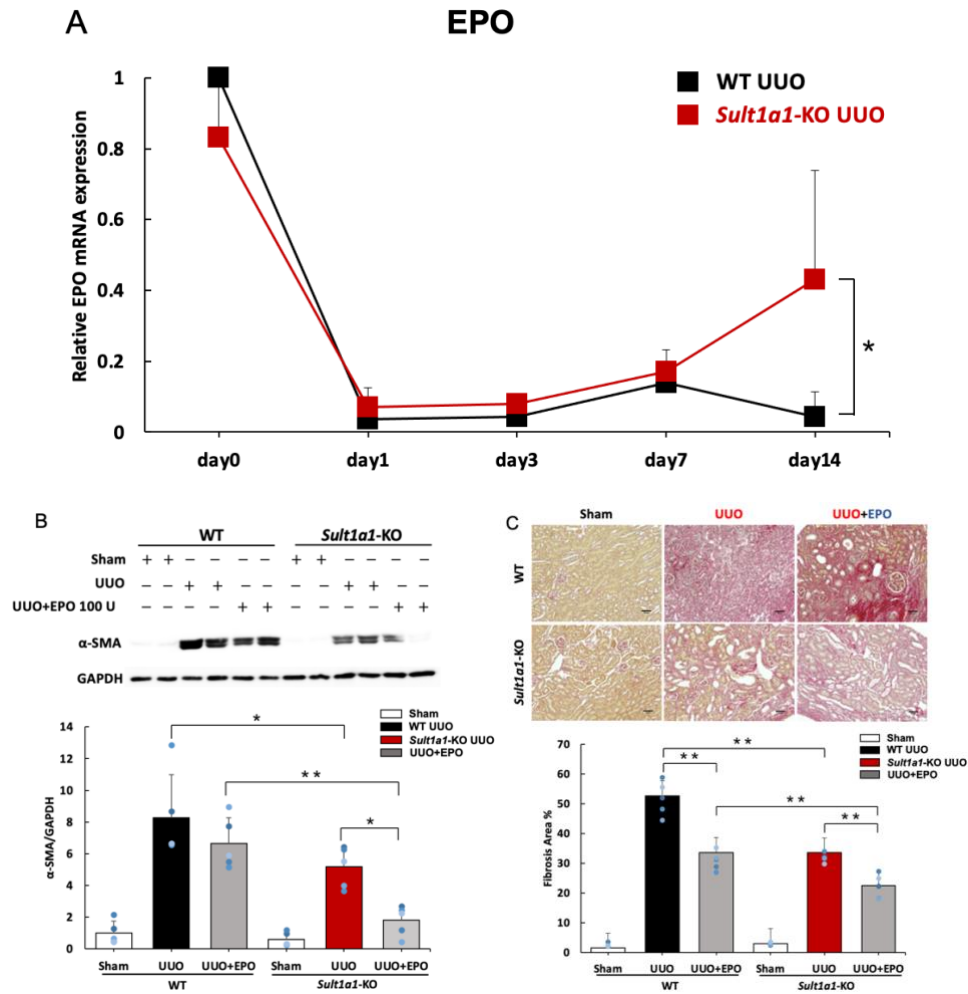 A
EPO
WT UUO
Sult1a1-KO UUO
Relative EPO mRNA expression
1
0.8
0.6
0.4
0.2
0
*
day0 day1 day3 day7 day14
B
WT Sult1a1-KO
Sham + + − − − − + + − − − −
UUO − − + + − − − − + + − −
UUO+EPO 100 U − − − − + + − − − − + +
α-SMA
GAPDH
Sham
WT UUO
Sult1a1-KO UUO
UUO+EPO
α-SMA/GAPDH
14
12
10
8
6
4
2
0
*
**
*
Sham UUO UUO+EPO Sham UUO UUO+EPO
WT Sult1a1-KO
C
Sham UUO UUO+EPO
WT
Sult1a1-KO
Sham
WT UUO
Sult1a1-KO UUO
UUO+EPO
Fibrosis Area %
70
60
50
40
30
20
10
0
**
**
**
**
Sham UUO UUO+EPO Sham UUO UUO+EPO
WT Sult1a1-KO